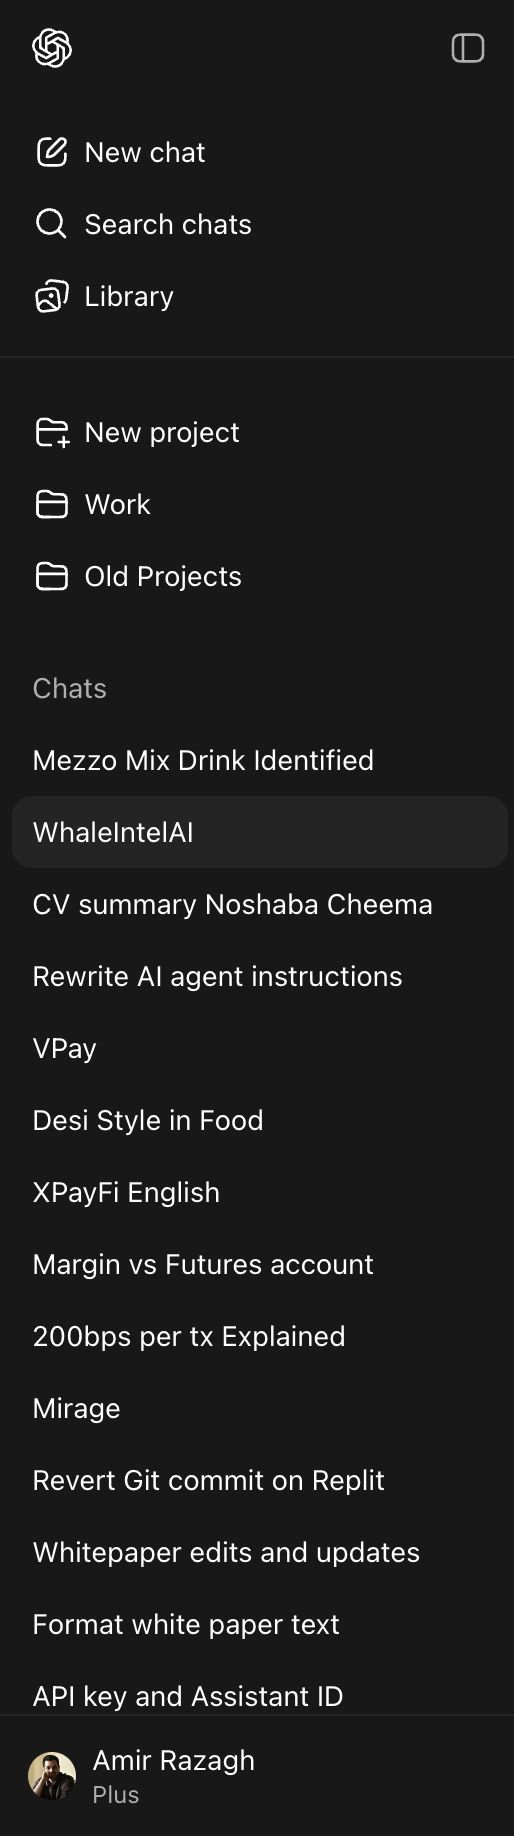 New chat
Search chats
Library
New project
Work
Old Projects
Chats
Mezzo Mix Drink Identified
WhaleIntelAI
CV summary Noshaba Cheema
Rewrite AI agent instructions
VPay
Desi Style in Food
XPayFi English
Margin vs Futures account
200bps per tx Explained
Mirage
Revert Git commit on Replit
Whitepaper edits and updates
Format white paper text
API key and Assistant ID
Amir Razagh
Plus